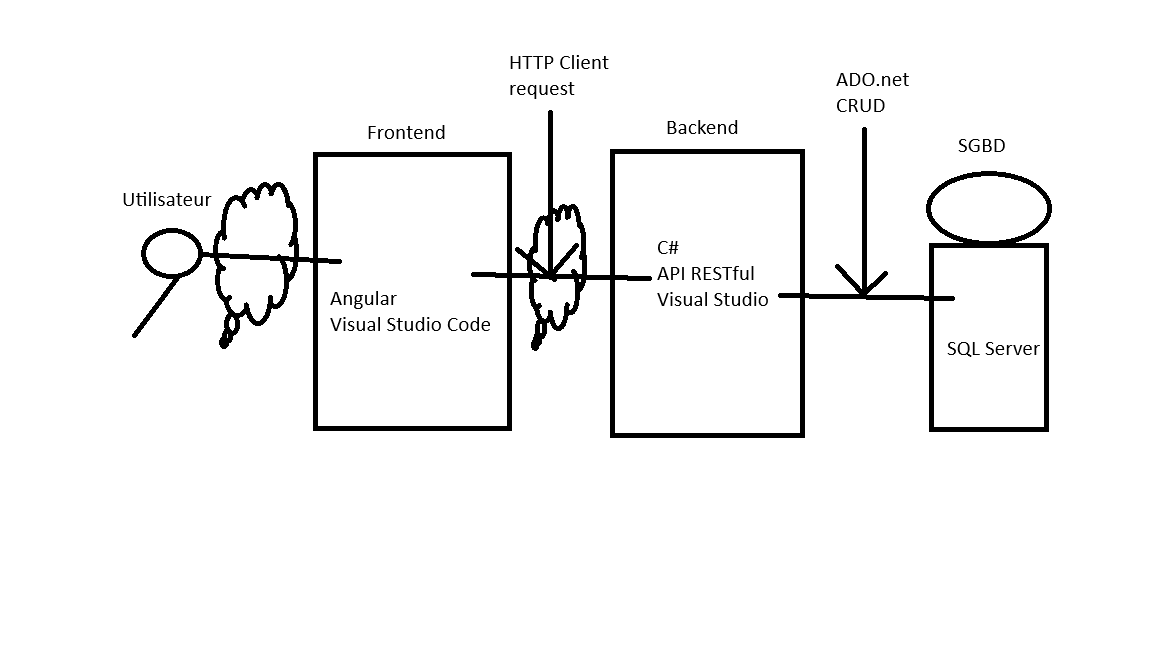 HTTP Client
request
ADO.net
CRUD
Frontend
Backend
SGBD
Utilisateur
C#
API RESTful
Visual Studio
Angular
Visual Studio Code
SQL Server